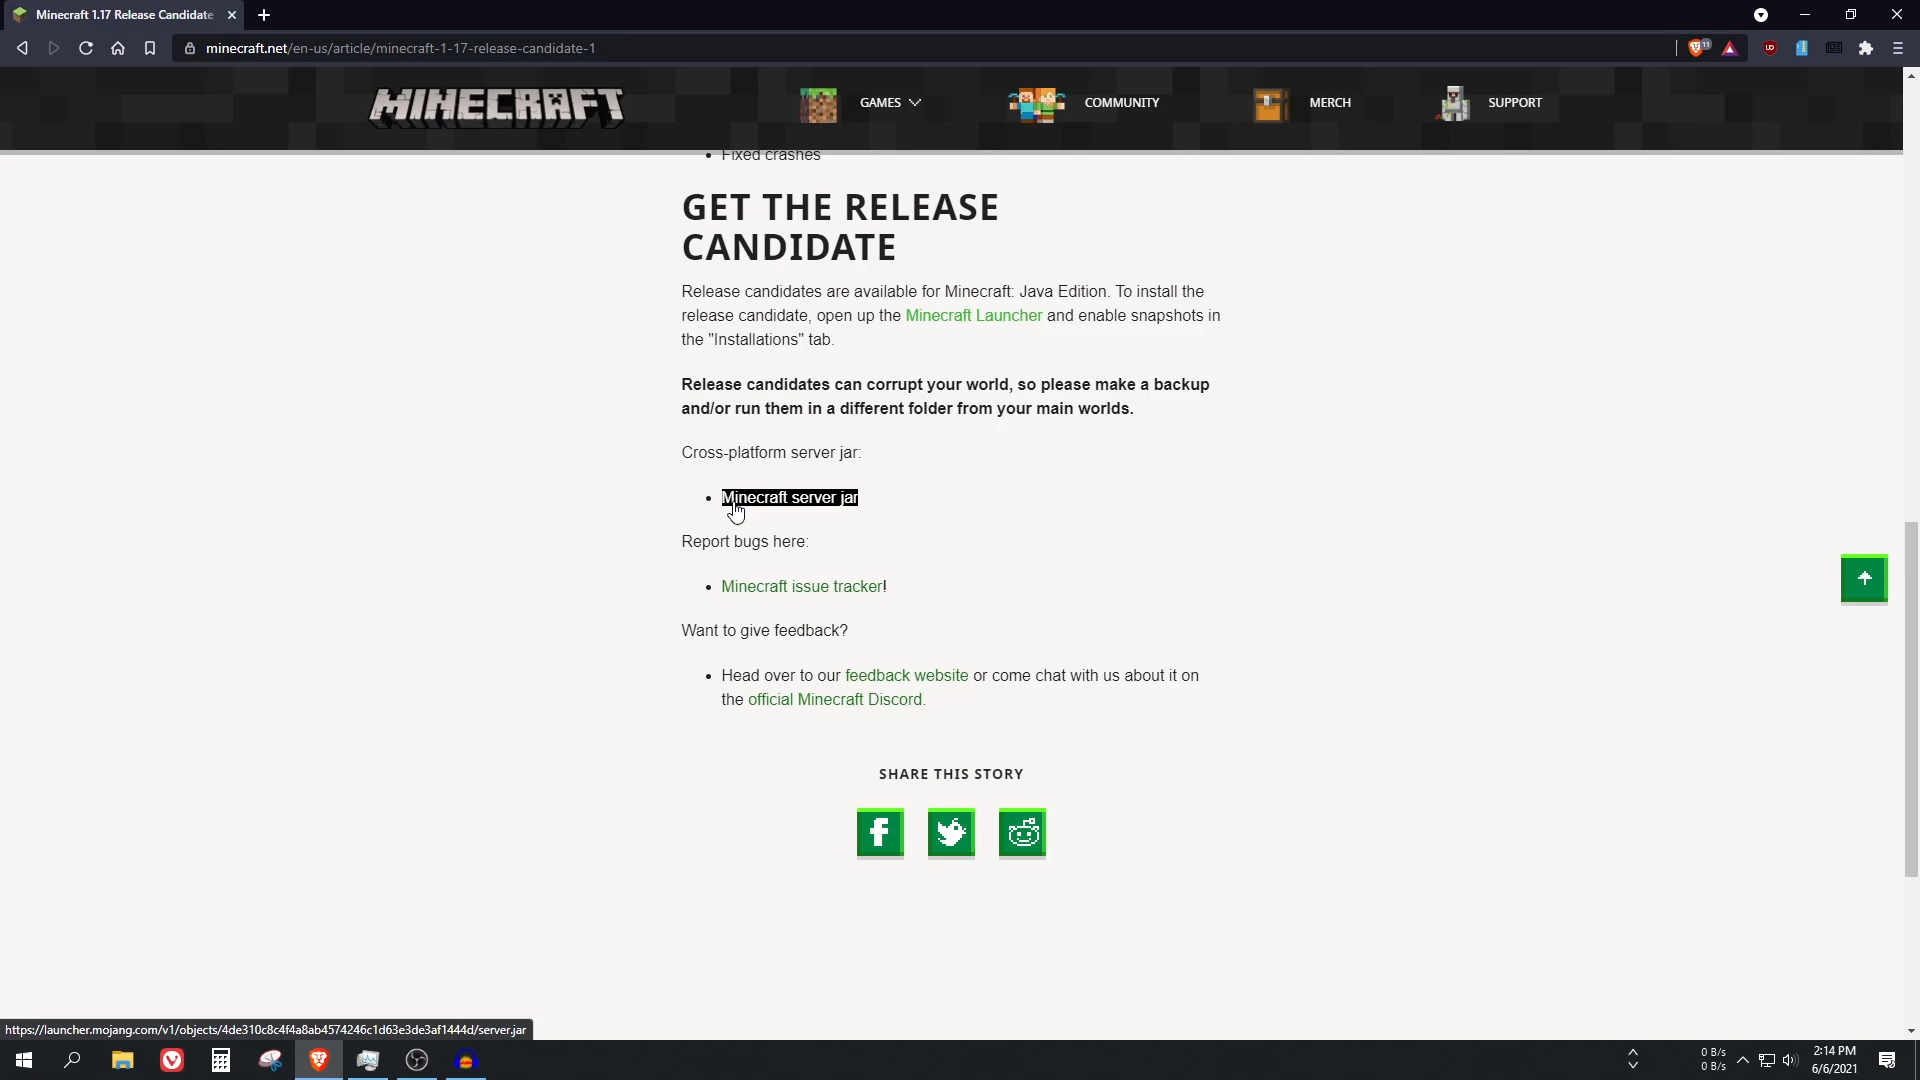 Minecraft 1.17 Release Candidate
minecraft.net/en-us/article/minecraft-1-17-release-candidate-1
11
MINECRAFT
GAMES
COMMUNITY
MERCH
SUPPORT
• Fixed crashes
GET THE RELEASE
CANDIDATE
Release candidates are available for Minecraft: Java Edition. To install the
release candidate, open up the Minecraft Launcher and enable snapshots in
the "Installations" tab.
Release candidates can corrupt your world, so please make a backup
and/or run them in a different folder from your main worlds.
Cross-platform server jar:
• Minecraft server jar
Report bugs here:
• Minecraft issue tracker!
Want to give feedback?
• Head over to our feedback website or come chat with us about it on
the official Minecraft Discord.
SHARE THIS STORY
https://launcher.mojang.com/v1/objects/4de310c8c4f4a8ab4574246c1d63e3de3af1444d/server.jar
0 B/s
0 B/s
2:14 PM
6/6/2021